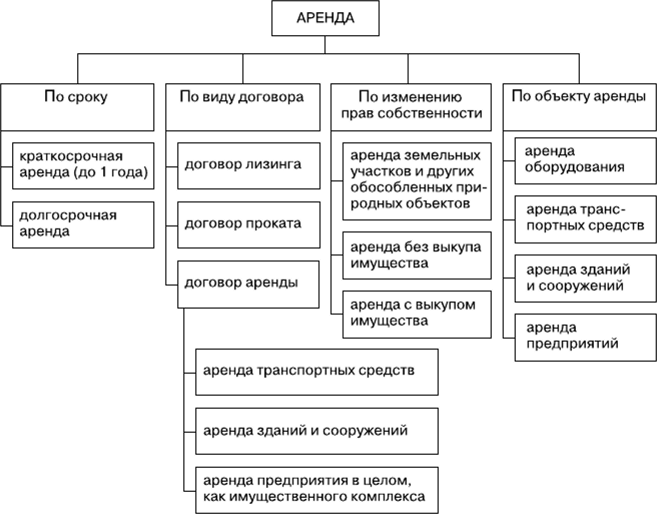 АРЕНДА
По сроку
краткосрочная
аренда (до 1 года)
долгосрочная
аренда
По виду договора
договор лизинга
договор проката
договор аренды
аренда транспортных средств
аренда зданий и сооружений
аренда предприятия в целом,
как имущественного комплекса
По изменению
прав собственности
аренда земельных
участков и других
обособленных при-
родных объектов
аренда без выкупа
имущества
аренда с выкупом
имущества
По объекту аренды
аренда
оборудования
аренда транс-
портных средств
аренда зданий
и сооружений
аренда
предприятий